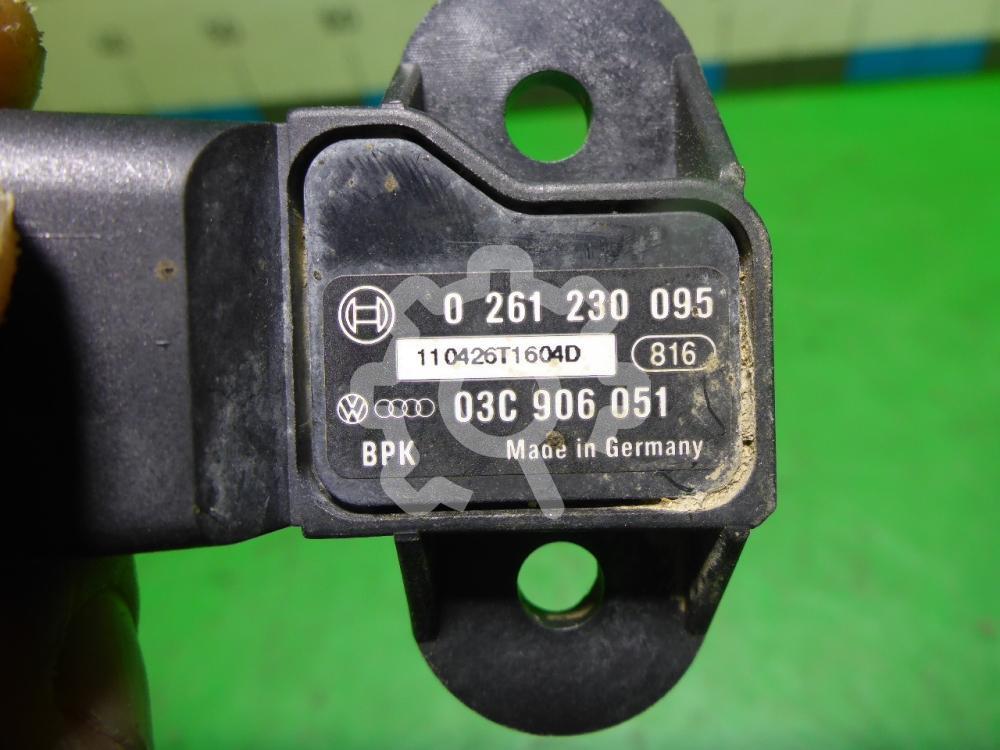 0 261 230 095
110426T1604D 816
03C 906 051
BPK Made in Germany